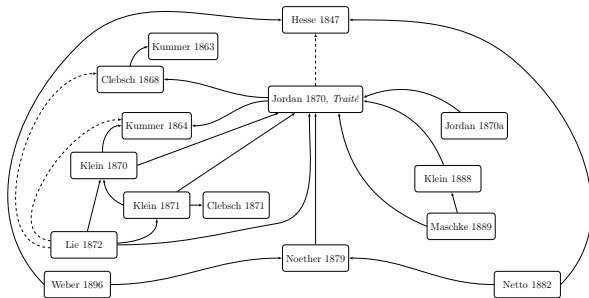 Hesse 1847
Kummer 1863
Clebsch 1868
Jordan 1870, Traité
Kummer 1864
Jordan 1870a
Klein 1870
Klein 1888
Klein 1871
Clebsch 1871
Maschke 1889
Lie 1872
Noether 1879
Weber 1896
Netto 1882